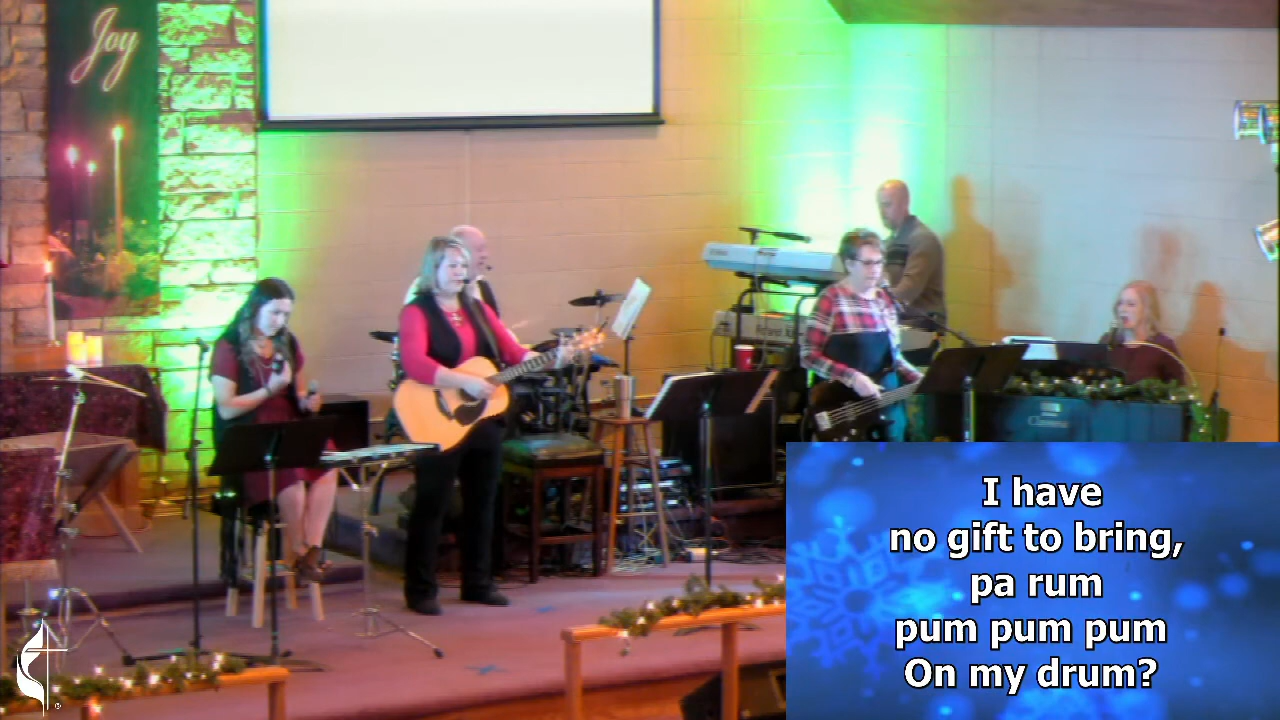 Joy
I have
no gift to bring,
pa rum
pum pum pum
On my drum?